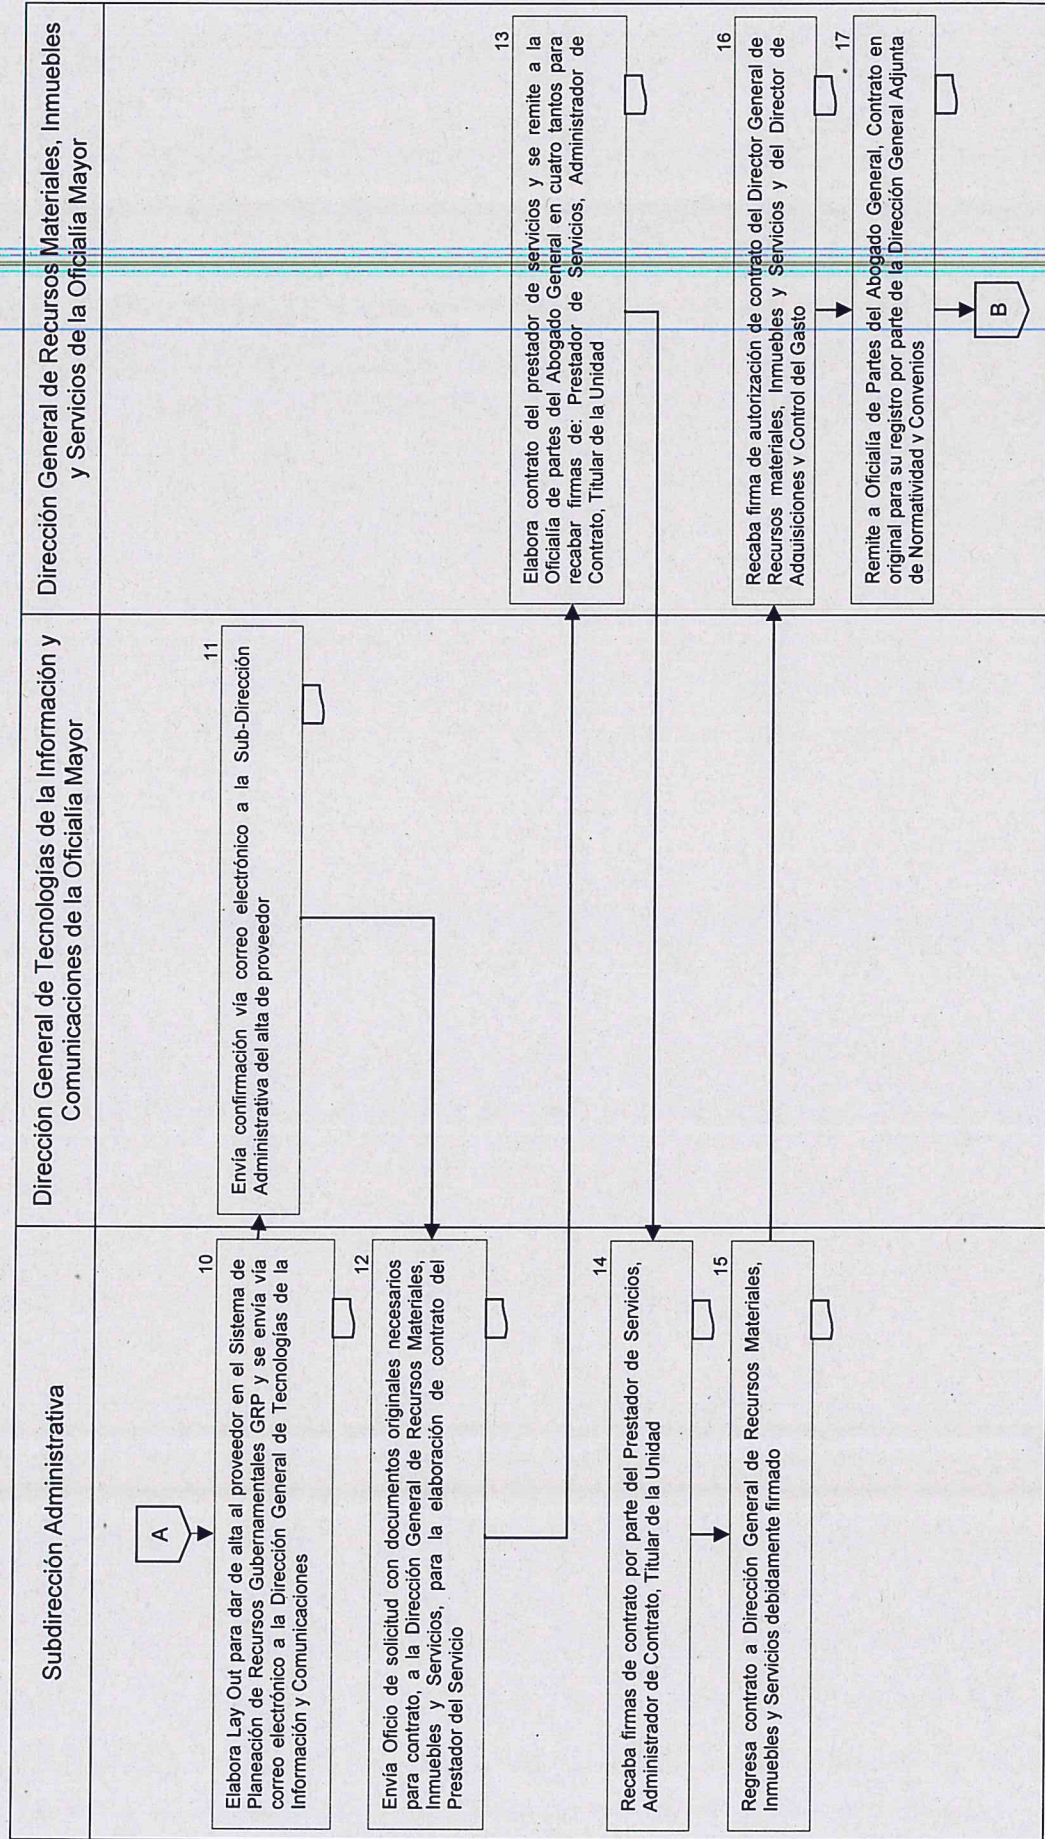 Subdirección Administrativa
Dirección General de Tecnologías de la Información y
Comunicaciones de la Oficialía Mayor
Dirección General de Recursos Materiales, Inmuebles
y Servicios de la Oficialía Mayor
A
10
Elabora Lay Out para dar de alta al proveedor en el Sistema de
Planeación de Recursos Gubernamentales GRP y se envía vía
correo electrónico a la Dirección General de Tecnologías de la
Información y Comunicaciones
11
Envía confirmación vía correo electrónico a la Sub-Dirección
Administrativa del alta de proveedor
12
Envía Oficio de solicitud con documentos originales necesarios
para contrato, a la Dirección General de Recursos Materiales,
Inmuebles y Servicios, para la elaboración de contrato del
Prestador del Servicio
13
Elabora contrato del prestador de servicios y se remite a la
Oficialía de partes del Abogado General en cuatro tantos para
recabar firmas de: Prestador de Servicios, Administrador de
Contrato, Titular de la Unidad
14
Recaba firmas de contrato por parte del Prestador de Servicios,
Administrador de Contrato, Titular de la Unidad
15
Regresa contrato a Dirección General de Recursos Materiales,
Inmuebles y Servicios debidamente firmado
16
Recaba firma de autorización de contrato del Director General de
Recursos materiales, Inmuebles y Servicios y del Director de
Adquisiciones y Control del Gasto
17
Remite a Oficialía de Partes del Abogado General, Contrato en
original para su registro por parte de la Dirección General Adjunta
de Normatividad y Convenios
B